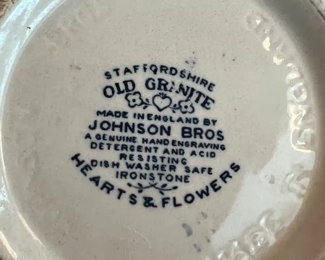 STAFFORDSHIRE
OLD GRANITE
MADE IN ENGLAND BY
JOHNSON BROS
A GENUINE HAND ENGRAVING
DETERGENT AND ACID
RESISTING
DISH WASHER SAFE
IRONSTONE
HEARTS & FLOWERS